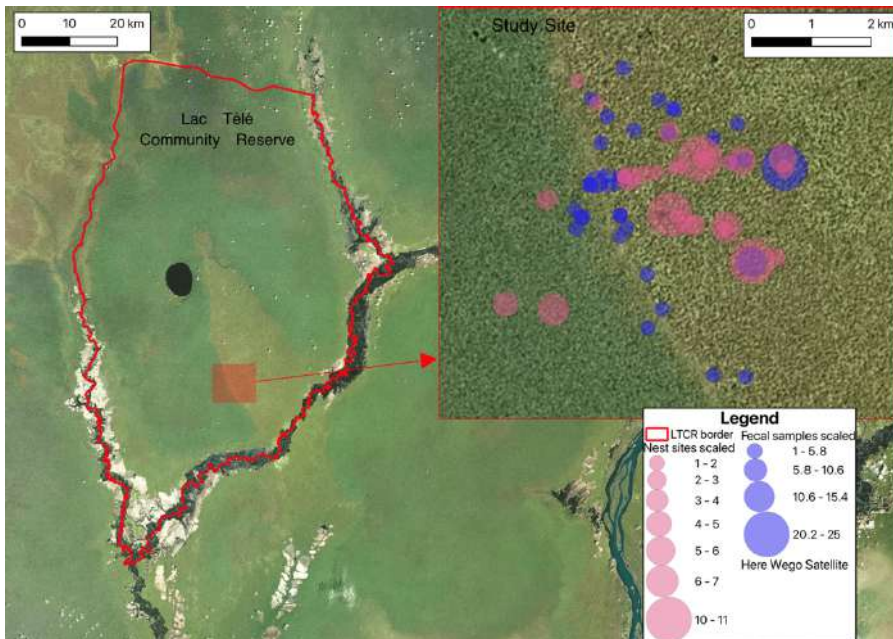 0 10 20 km
Study Site
0 1 2 km
Lac Télé
Community Reserve
Legend
LTCR border
Nest sites scaled
1 - 2
2 - 3
3 - 4
4 - 5
5 - 6
6 - 7
10 - 11
Fecal samples scaled
1 - 5.8
5.8 - 10.6
10.6 - 15.4
20.2 - 25
Here Wego Satellite